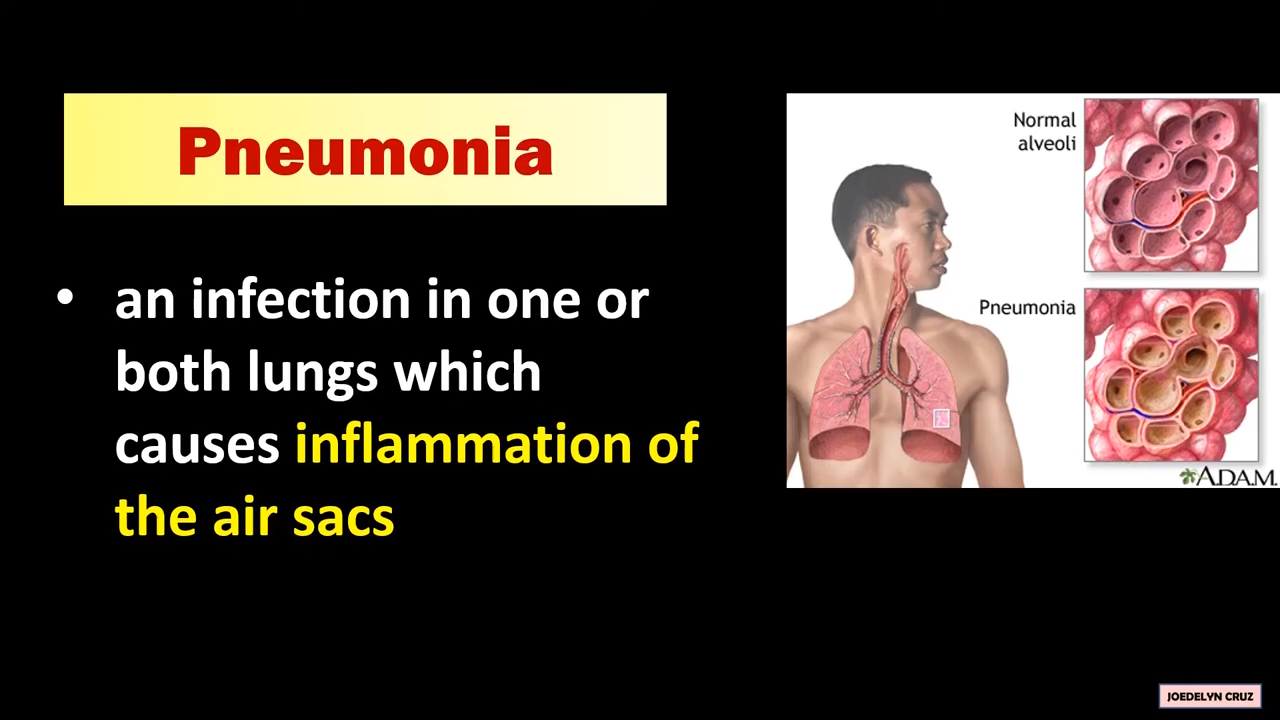 Pneumonia
• an infection in one or
both lungs which
causes inflammation of
the air sacs
Normal
alveoli
Pneumonia
A.D.A.M.
JOEDELYN CRUZ